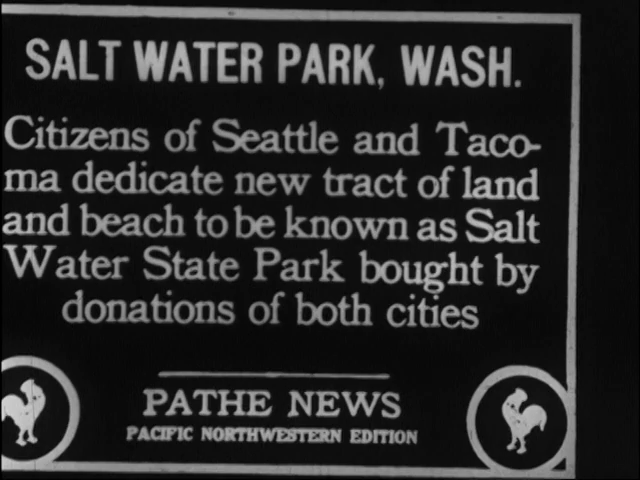 SALT WATER PARK, WASH.
Citizens of Seattle and Taco-
ma dedicate new tract of land
and beach to be known as Salt
Water State Park bought by
donations of both cities
PATHE NEWS
PACIFIC NORTHWESTERN EDITION